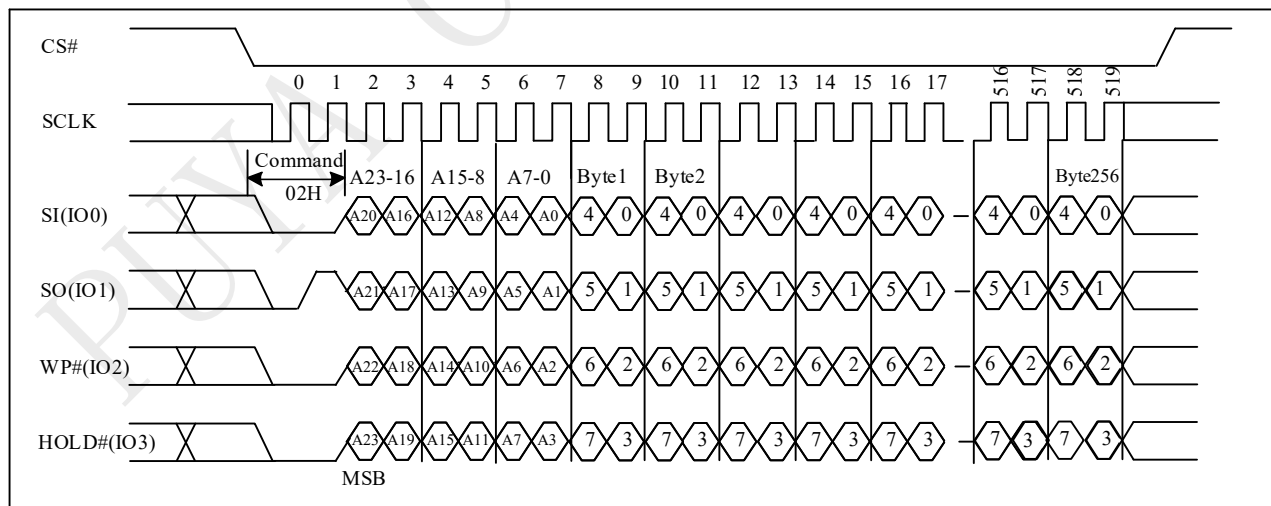 PUYA
CS#
0 1 2 3 4 5 6 7 8 9 10 11 12 13 14 15 16 17 516 517 518 519
SCLK
Command
02H
A23-16 A15-8 A7-0 Byte1 Byte2 Byte256
SI(IO0) A20 A16 A12 A8 A4 A0 4 0 4 0 4 0 4 0 4 0 4 0 4 0
SO(IO1) A21 A17 A13 A9 A5 A1 5 1 5 1 5 1 5 1 5 1 5 1 5 1
WP#(IO2) A22 A18 A14 A10 A6 A2 6 2 6 2 6 2 6 2 6 2 6 2 6 2
HOLD#(IO3) A23 A19 A15 A11 A7 A3 7 3 7 3 7 3 7 3 7 3 7 3 7 3
MSB